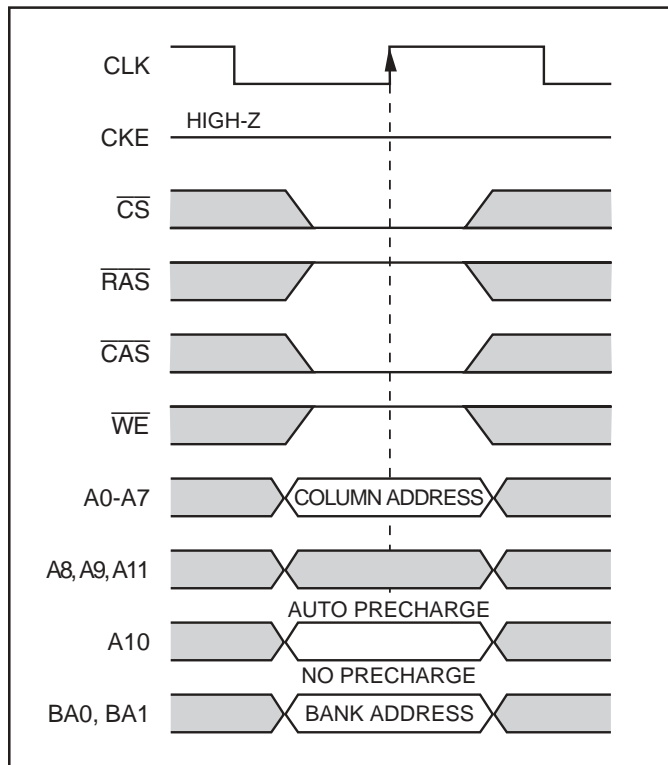 CLK
CKE HIGH-Z
CS
RAS
CAS
WE
A0-A7 COLUMN ADDRESS
A8, A9, A11
AUTO PRECHARGE
A10
NO PRECHARGE
BA0, BA1 BANK ADDRESS